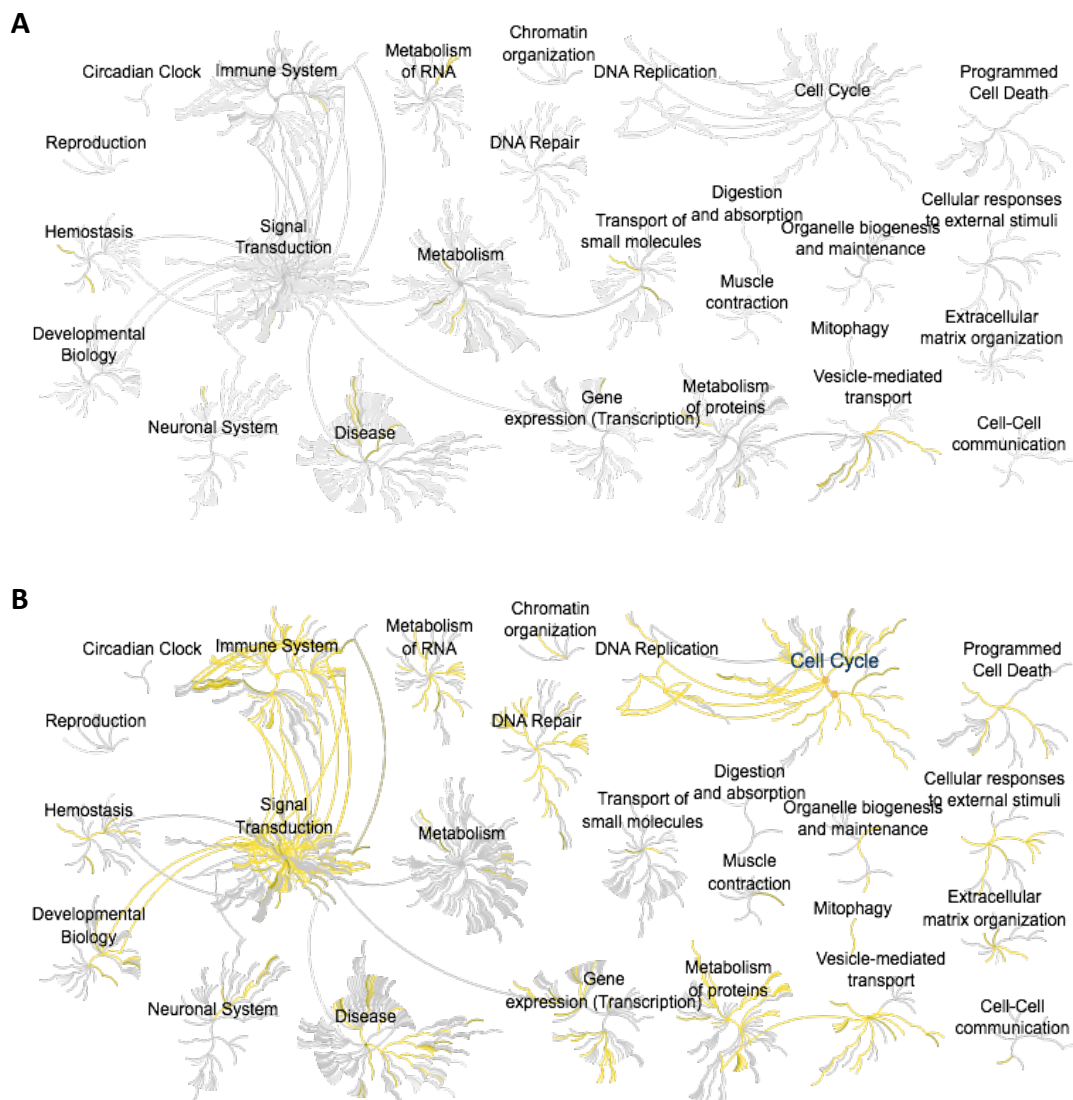 A
Circadian Clock
Immune System
Metabolism
of RNA
Chromatin
organization
DNA Replication
Cell Cycle
Programmed
Cell Death
Reproduction
DNA Repair
Hemostasis
Signal
Transduction
Metabolism
Transport of
small molecules
Digestion
and absorption
Organelle biogenesis
and maintenance
Cellular responses
to external stimuli
Muscle
contraction
Developmental
Biology
Mitophagy
Extracellular
matrix organization
Neuronal System
Disease
Gene
expression (Transcription)
Metabolism
of proteins
Vesicle-mediated
transport
Cell-Cell
communication
B
Circadian Clock
Immune System
Metabolism
of RNA
Chromatin
organization
DNA Replication
Cell Cycle
Programmed
Cell Death
Reproduction
DNA Repair
Hemostasis
Signal
Transduction
Metabolism
Transport of
small molecules
Digestion
and absorption
Organelle biogenesis
and maintenance
Cellular responses
to external stimuli
Muscle
contraction
Developmental
Biology
Mitophagy
Extracellular
matrix organization
Neuronal System
Disease
Gene
expression (Transcription)
Metabolism
of proteins
Vesicle-mediated
transport
Cell-Cell
communication